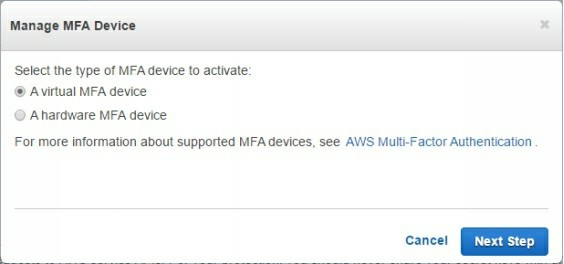 Manage MFA Device
Select the type of MFA device to activate:
A virtual MFA device
A hardware MFA device
For more information about supported MFA devices, see AWS Multi-Factor Authentication .
Cancel Next Step